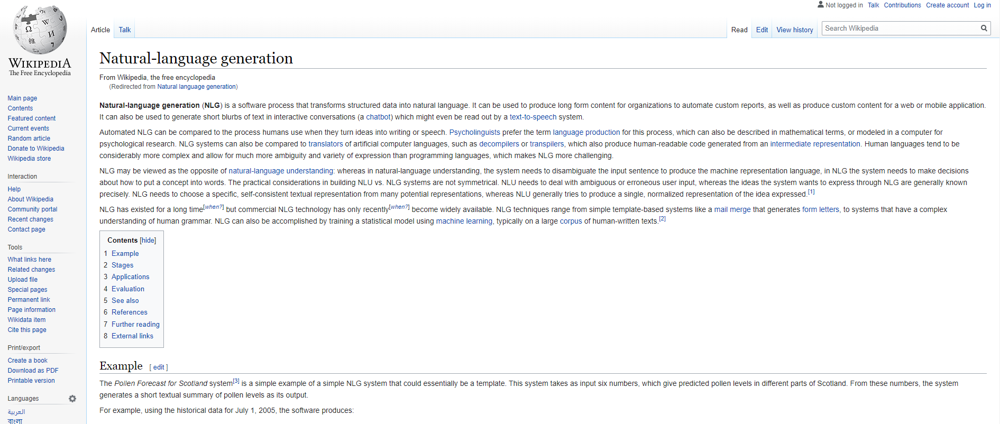 Not logged in Talk Contributions Create account Log in
Article Talk
Read Edit View history Search Wikipedia
WIKIPEDIA
The Free Encyclopedia
Main page
Contents
Featured content
Current events
Random article
Donate to Wikipedia
Wikipedia store
Interaction
Help
About Wikipedia
Community portal
Recent changes
Contact page
Tools
What links here
Related changes
Upload file
Special pages
Permanent link
Page information
Wikidata item
Cite this page
Print/export
Create a book
Download as PDF
Printable version
Languages
العربية
বাংলা
Natural-language generation
From Wikipedia, the free encyclopedia
(Redirected from Natural language generation)
Natural-language generation (NLG) is a software process that transforms structured data into natural language. It can be used to produce long form content for organizations to automate custom reports, as well as produce custom content for a web or mobile application.
It can also be used to generate short blurbs of text in interactive conversations (a chatbot) which might even be read out by a text-to-speech system.
Automated NLG can be compared to the process humans use when they turn ideas into writing or speech. Psycholinguists prefer the term language production for this process, which can also be described in mathematical terms, or modeled in a computer for
psychological research. NLG systems can also be compared to translators of artificial computer languages, such as decompilers or transpilers, which also produce human-readable code generated from an intermediate representation. Human languages tend to be
considerably more complex and allow for much more ambiguity and variety of expression than programming languages, which makes NLG more challenging.
NLG may be viewed as the opposite of natural-language understanding: whereas in natural-language understanding, the system needs to disambiguate the input sentence to produce the machine representation language, in NLG the system needs to make decisions
about how to put a concept into words. The practical considerations in building NLU vs. NLG systems are not symmetrical. NLU needs to deal with ambiguous or erroneous user input, whereas the ideas the system wants to express through NLG are generally known
precisely. NLG needs to choose a specific, self-consistent textual representation from many potential representations, whereas NLU generally tries to produce a single, normalized representation of the idea expressed.[1]
NLG has existed for a long time[when?] but commercial NLG technology has only recently[when?] become widely available. NLG techniques range from simple template-based systems like a mail merge that generates form letters, to systems that have a complex
understanding of human grammar. NLG can also be accomplished by training a statistical model using machine learning, typically on a large corpus of human-written texts.[2]
Contents [hide]
1 Example
2 Stages
3 Applications
4 Evaluation
5 See also
6 References
7 Further reading
8 External links
Example [ edit ]
The Pollen Forecast for Scotland system[3] is a simple example of a simple NLG system that could essentially be a template. This system takes as input six numbers, which give predicted pollen levels in different parts of Scotland. From these numbers, the system
generates a short textual summary of pollen levels as its output.
For example, using the historical data for July 1, 2005, the software produces: